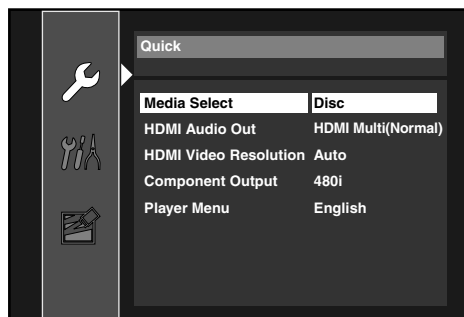 Quick
Media Select Disc
HDMI Audio Out HDMI Multi(Normal)
HDMI Video Resolution Auto
Component Output 480i
Player Menu English